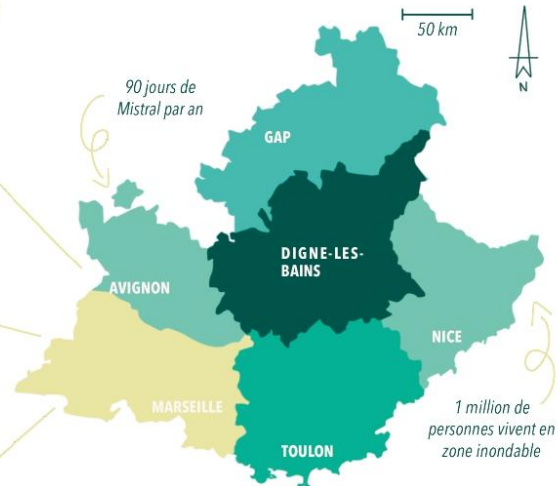 50 km
N
90 jours de
Mistral par an
GAP
DIGNE-LES-
BAINS
AVIGNON
NICE
MARSEILLE
TOULON
1 million de
personnes vivent en
zone inondable